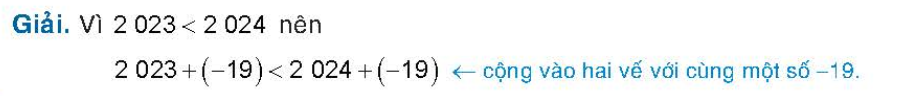 Giải. Vì 2 023 < 2 024 nên
2 023 + (−19) < 2 024 + (−19) ← cộng vào hai vế với cùng một số −19.